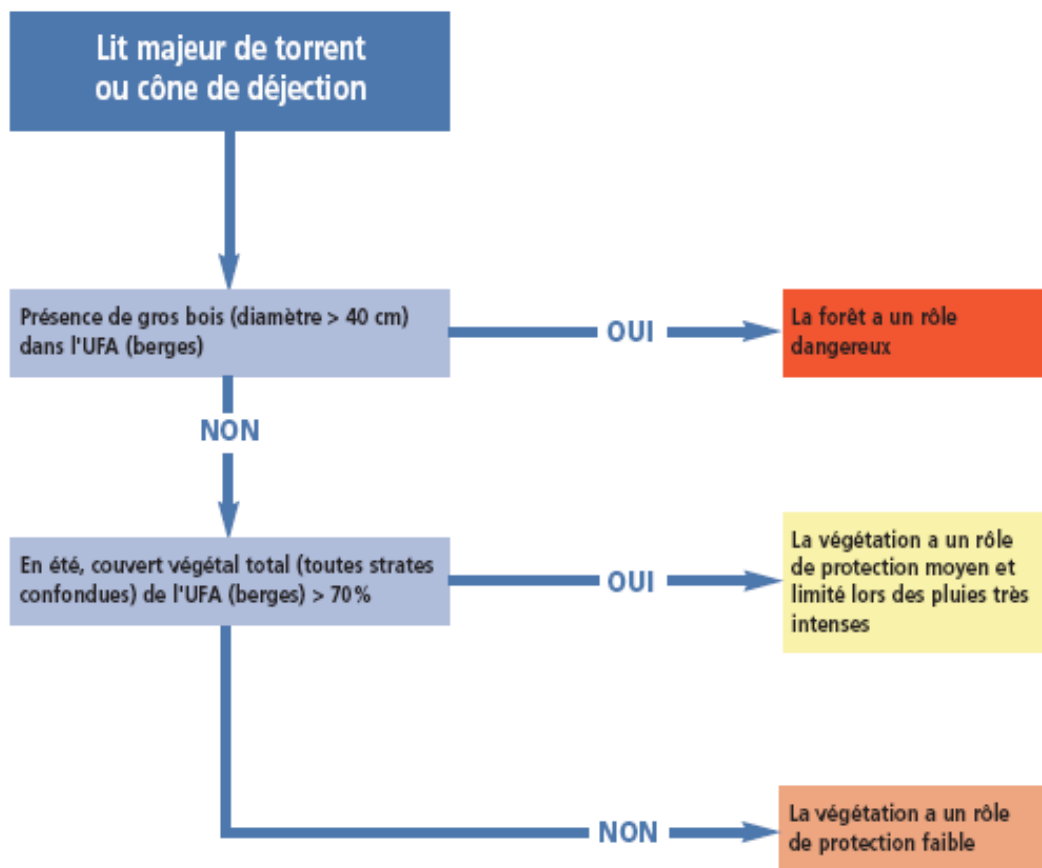 Lit majeur de torrent
ou cône de déjection
Présence de gros bois (diamètre > 40 cm)
dans l'UFA (berges)
OUI
La forêt a un rôle
dangereux
NON
En été, couvert végétal total (toutes strates
confondues) de l'UFA (berges) > 70%
OUI
La végétation a un rôle
de protection moyen et
limité lors des pluies très
intenses
NON
La végétation a un rôle
de protection faible